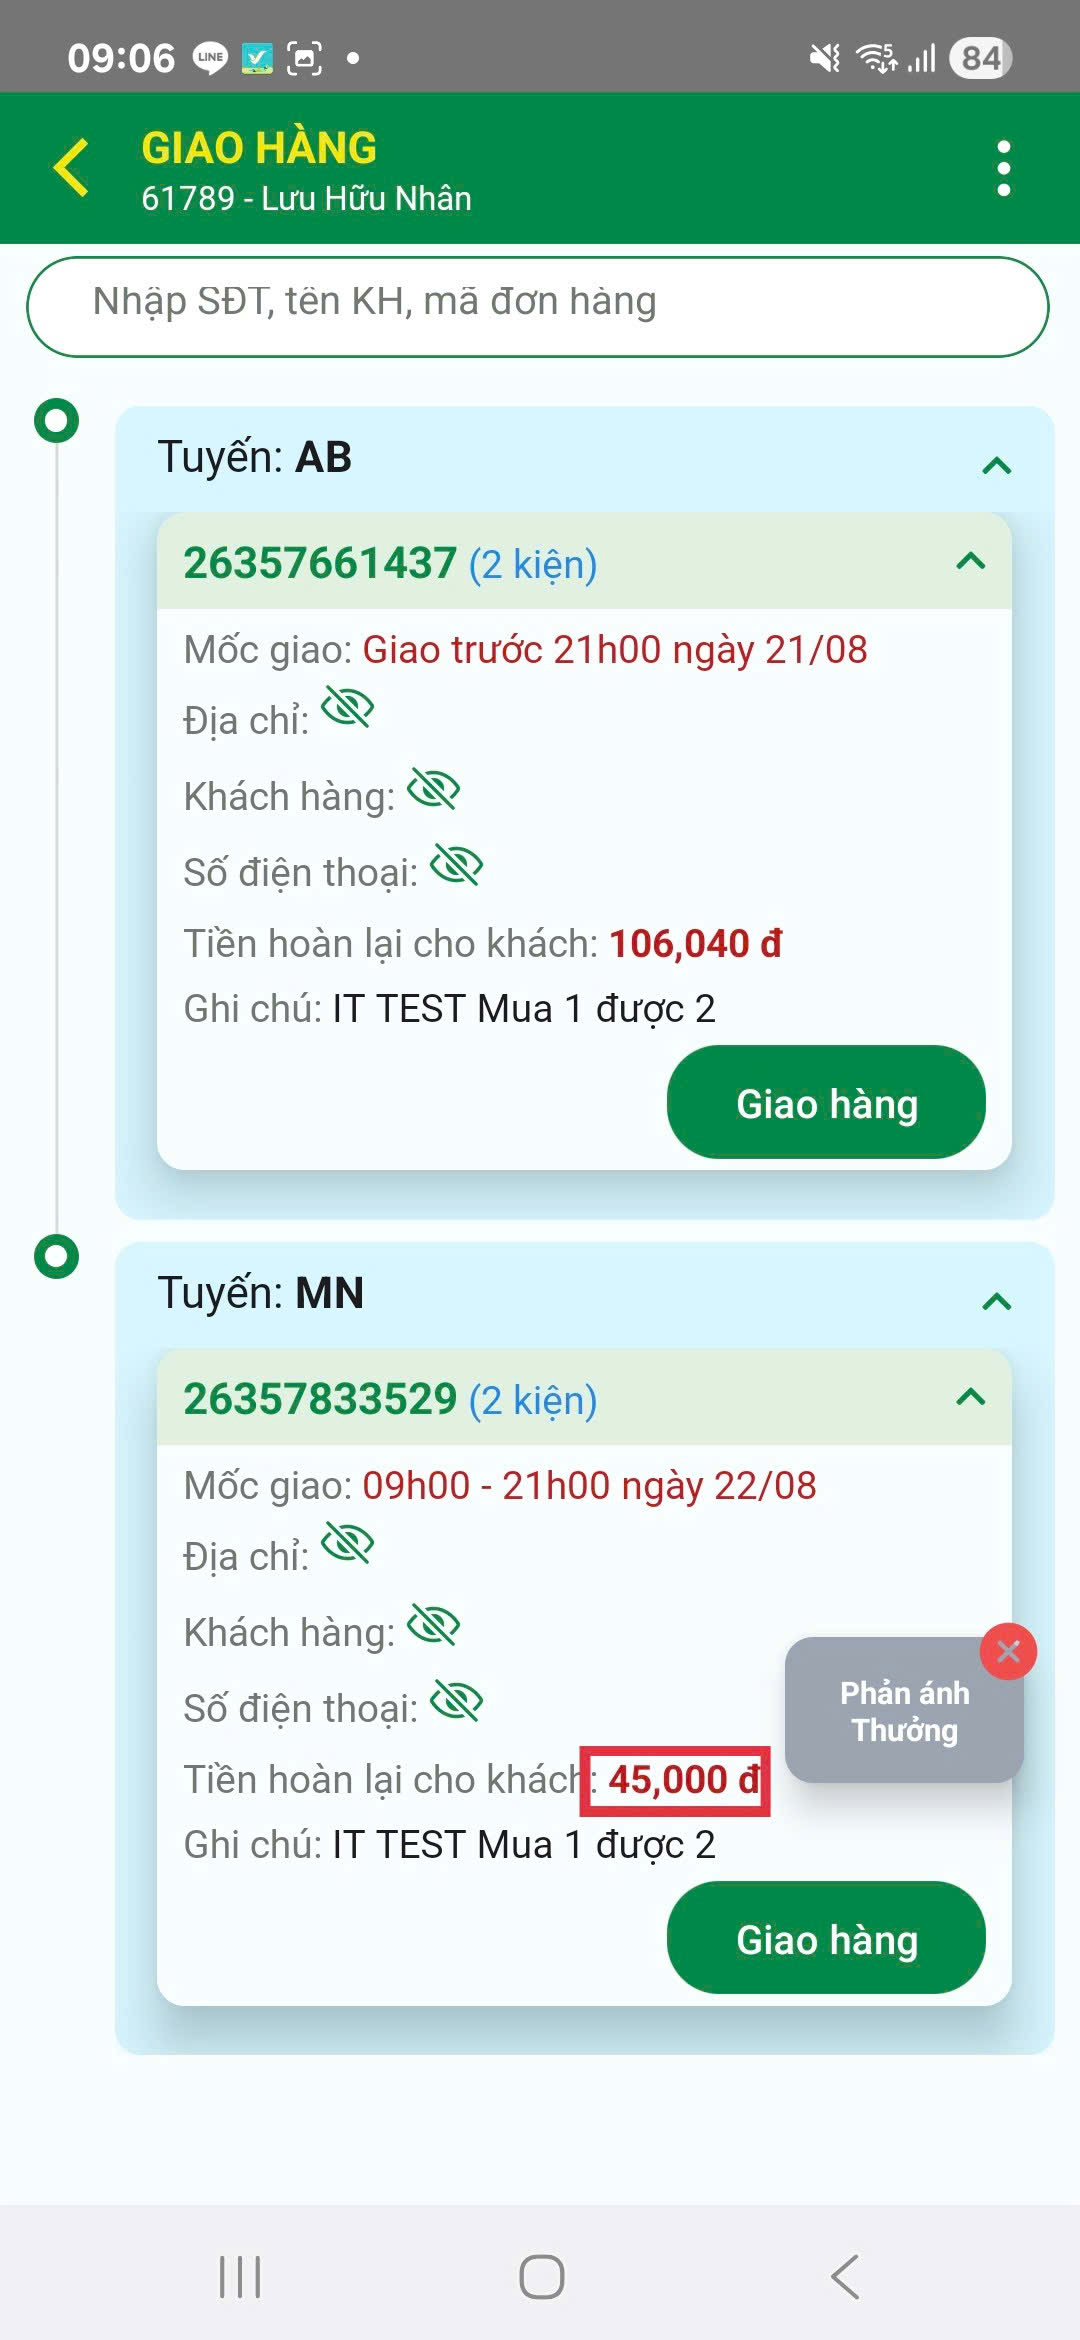 09:06 LINE 5 84
GIAO HÀNG
61789 - Lưu Hữu Nhân
Nhập SĐT, tên KH, mã đơn hàng
Tuyến: AB
26357661437 (2 kiện)
Mốc giao: Giao trước 21h00 ngày 21/08
Địa chỉ:
Khách hàng:
Số điện thoại:
Tiền hoàn lại cho khách: 106,040 đ
Ghi chú: IT TEST Mua 1 được 2
Giao hàng
Tuyến: MN
26357833529 (2 kiện)
Mốc giao: 09h00 - 21h00 ngày 22/08
Địa chỉ:
Khách hàng:
Số điện thoại:
Phản ánh
Thưởng
Tiền hoàn lại cho khách: 45,000 đ
Ghi chú: IT TEST Mua 1 được 2
Giao hàng